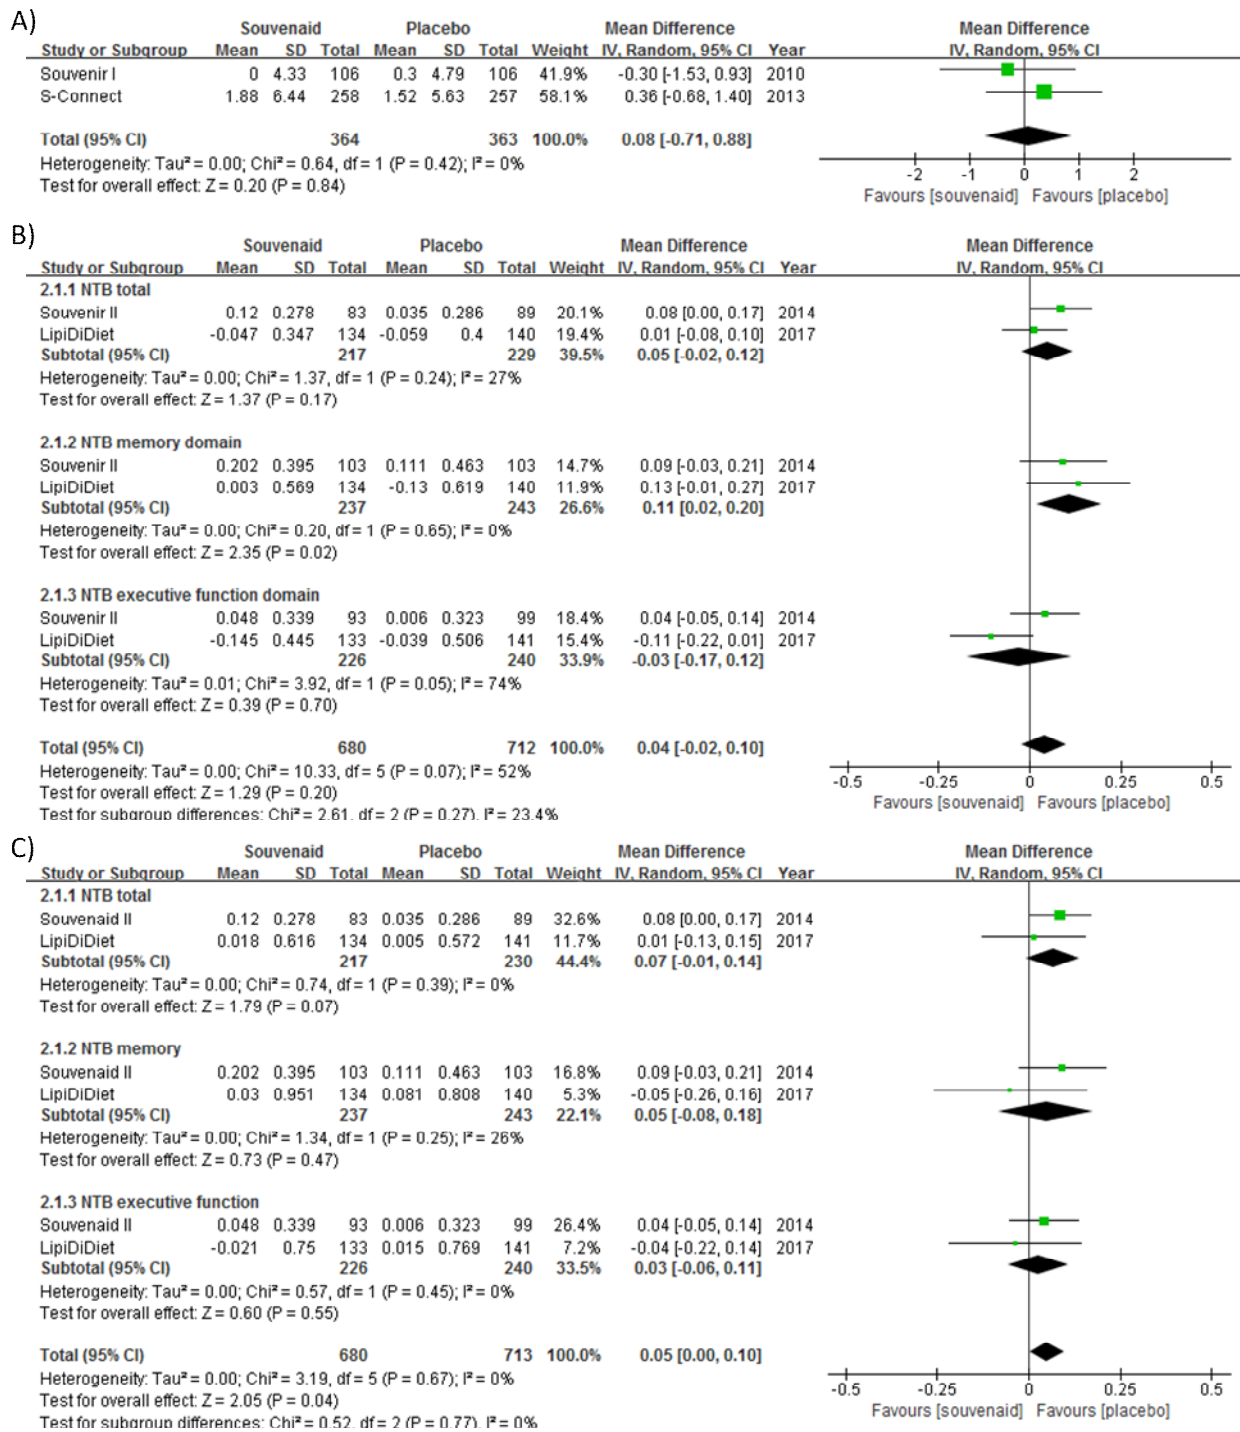 A)
Souvenaid Placebo Mean Difference Mean Difference
Study or Subgroup Mean SD Total Mean SD Total Weight IV, Random, 95% CI Year IV, Random, 95% CI
Souvenir I 0 4.33 106 0.3 4.79 106 41.9% -0.30 [-1.53, 0.93] 2010
S-Connect 1.88 6.44 258 1.52 5.63 257 58.1% 0.36 [-0.68, 1.40] 2013
Total (95% CI) 364 363 100.0% 0.08 [-0.71, 0.88]
Heterogeneity: Tau² = 0.00; Chi² = 0.64, df = 1 (P = 0.42); I² = 0%
Test for overall effect: Z = 0.20 (P = 0.84)
-2 -1 0 1 2
Favours [souvenaid] Favours [placebo]
B)
Souvenaid Placebo Mean Difference Mean Difference
Study or Subgroup Mean SD Total Mean SD Total Weight IV, Random, 95% CI Year IV, Random, 95% CI
2.1.1 NTB total
Souvenir II 0.12 0.278 83 0.035 0.286 89 20.1% 0.08 [0.00, 0.17] 2014
LipiDiDiet -0.047 0.347 134 -0.059 0.4 140 19.4% 0.01 [-0.08, 0.10] 2017
Subtotal (95% CI) 217 229 39.5% 0.05 [-0.02, 0.12]
Heterogeneity: Tau² = 0.00; Chi² = 1.37, df = 1 (P = 0.24); I² = 27%
Test for overall effect: Z = 1.37 (P = 0.17)
2.1.2 NTB memory domain
Souvenir II 0.202 0.395 103 0.111 0.463 103 14.7% 0.09 [-0.03, 0.21] 2014
LipiDiDiet 0.003 0.569 134 -0.13 0.619 140 11.9% 0.13 [-0.01, 0.27] 2017
Subtotal (95% CI) 237 243 26.6% 0.11 [0.02, 0.20]
Heterogeneity: Tau² = 0.00; Chi² = 0.20, df = 1 (P = 0.65); I² = 0%
Test for overall effect: Z = 2.35 (P = 0.02)
2.1.3 NTB executive function domain
Souvenir II 0.048 0.339 93 0.006 0.323 99 18.4% 0.04 [-0.05, 0.14] 2014
LipiDiDiet -0.145 0.445 133 -0.039 0.506 141 15.4% -0.11 [-0.22, 0.01] 2017
Subtotal (95% CI) 226 240 33.9% -0.03 [-0.17, 0.12]
Heterogeneity: Tau² = 0.01; Chi² = 3.92, df = 1 (P = 0.05); I² = 74%
Test for overall effect: Z = 0.39 (P = 0.70)
Total (95% CI) 680 712 100.0% 0.04 [-0.02, 0.10]
Heterogeneity: Tau² = 0.00; Chi² = 10.33, df = 5 (P = 0.07); I² = 52%
Test for overall effect: Z = 1.29 (P = 0.20)
Test for subgroup differences: Chi² = 2.61, df = 2 (P = 0.27), I² = 23.4%
-0.5 -0.25 0 0.25 0.5
Favours [souvenaid] Favours [placebo]
C)
Souvenaid Placebo Mean Difference Mean Difference
Study or Subgroup Mean SD Total Mean SD Total Weight IV, Random, 95% CI Year IV, Random, 95% CI
2.1.1 NTB total
Souvenaid II 0.12 0.278 83 0.035 0.286 89 32.6% 0.08 [0.00, 0.17] 2014
LipiDiDiet 0.018 0.616 134 0.005 0.572 141 11.7% 0.01 [-0.13, 0.15] 2017
Subtotal (95% CI) 217 230 44.4% 0.07 [-0.01, 0.14]
Heterogeneity: Tau² = 0.00; Chi² = 0.74, df = 1 (P = 0.39); I² = 0%
Test for overall effect: Z = 1.79 (P = 0.07)
2.1.2 NTB memory
Souvenaid II 0.202 0.395 103 0.111 0.463 103 16.8% 0.09 [-0.03, 0.21] 2014
LipiDiDiet 0.03 0.951 134 0.081 0.808 140 5.3% -0.05 [-0.26, 0.16] 2017
Subtotal (95% CI) 237 243 22.1% 0.05 [-0.08, 0.18]
Heterogeneity: Tau² = 0.00; Chi² = 1.34, df = 1 (P = 0.25); I² = 26%
Test for overall effect: Z = 0.73 (P = 0.47)
2.1.3 NTB executive function
Souvenaid II 0.048 0.339 93 0.006 0.323 99 26.4% 0.04 [-0.05, 0.14] 2014
LipiDiDiet -0.021 0.75 133 0.015 0.769 141 7.2% -0.04 [-0.22, 0.14] 2017
Subtotal (95% CI) 226 240 33.5% 0.03 [-0.06, 0.11]
Heterogeneity: Tau² = 0.00; Chi² = 0.57, df = 1 (P = 0.45); I² = 0%
Test for overall effect: Z = 0.60 (P = 0.55)
Total (95% CI) 680 713 100.0% 0.05 [0.00, 0.10]
Heterogeneity: Tau² = 0.00; Chi² = 3.19, df = 5 (P = 0.67); I² = 0%
Test for overall effect: Z = 2.05 (P = 0.04)
Test for subgroup differences: Chi² = 0.52, df = 2 (P = 0.77), I² = 0%
-0.5 -0.25 0 0.25 0.5
Favours [souvenaid] Favours [placebo]